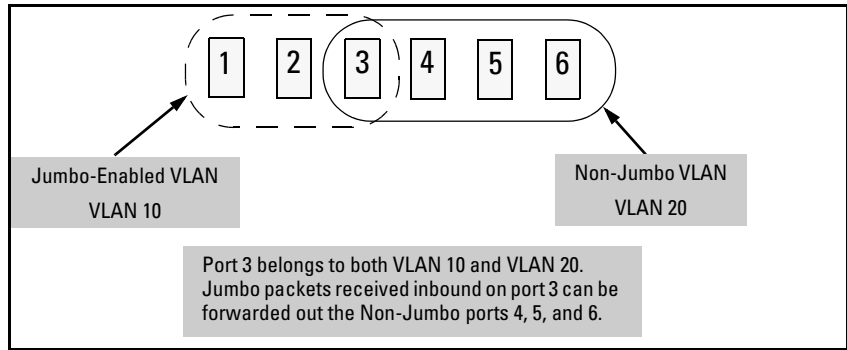 1 2 3 4 5 6
Jumbo-Enabled VLAN
VLAN 10
Non-Jumbo VLAN
VLAN 20
Port 3 belongs to both VLAN 10 and VLAN 20.
Jumbo packets received inbound on port 3 can be
forwarded out the Non-Jumbo ports 4, 5, and 6.